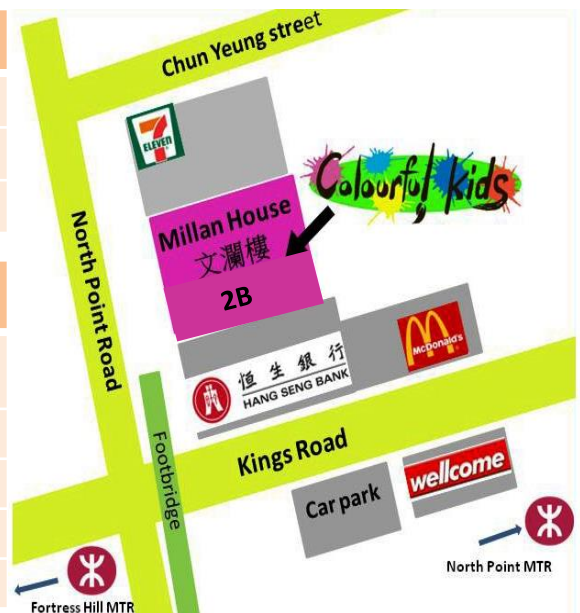 Chun Yeung street
7
ELEVEN
Colourful kids
Millan House
文瀾樓
2B
North Point Road
McDonald's
恒生銀行
HANG SENG BANK
Footbridge
Kings Road
Car park
wellcome
North Point MTR
Fortress Hill MTR